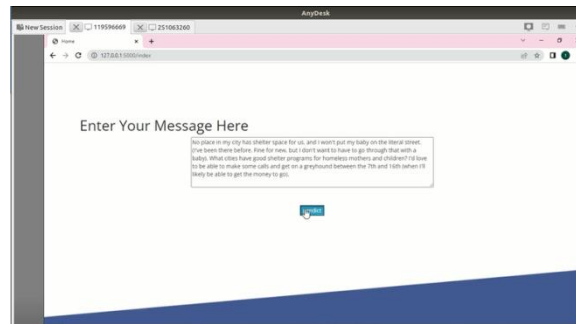 AnyDesk
New Session 119596669 251063260
Home
127.0.0.1:5000/index
Enter Your Message Here
No place in my city has shelter space for us, and I won't put my baby on the literal street.
(I've been there before. Fine for new, but I don't want to have to go through that with a
baby). What cities have good shelter programs for homeless mothers and children? I'd love
to be able to make some calls and get on a greyhound between the 7th and 16th (when I'll
likely be able to get the money to go).